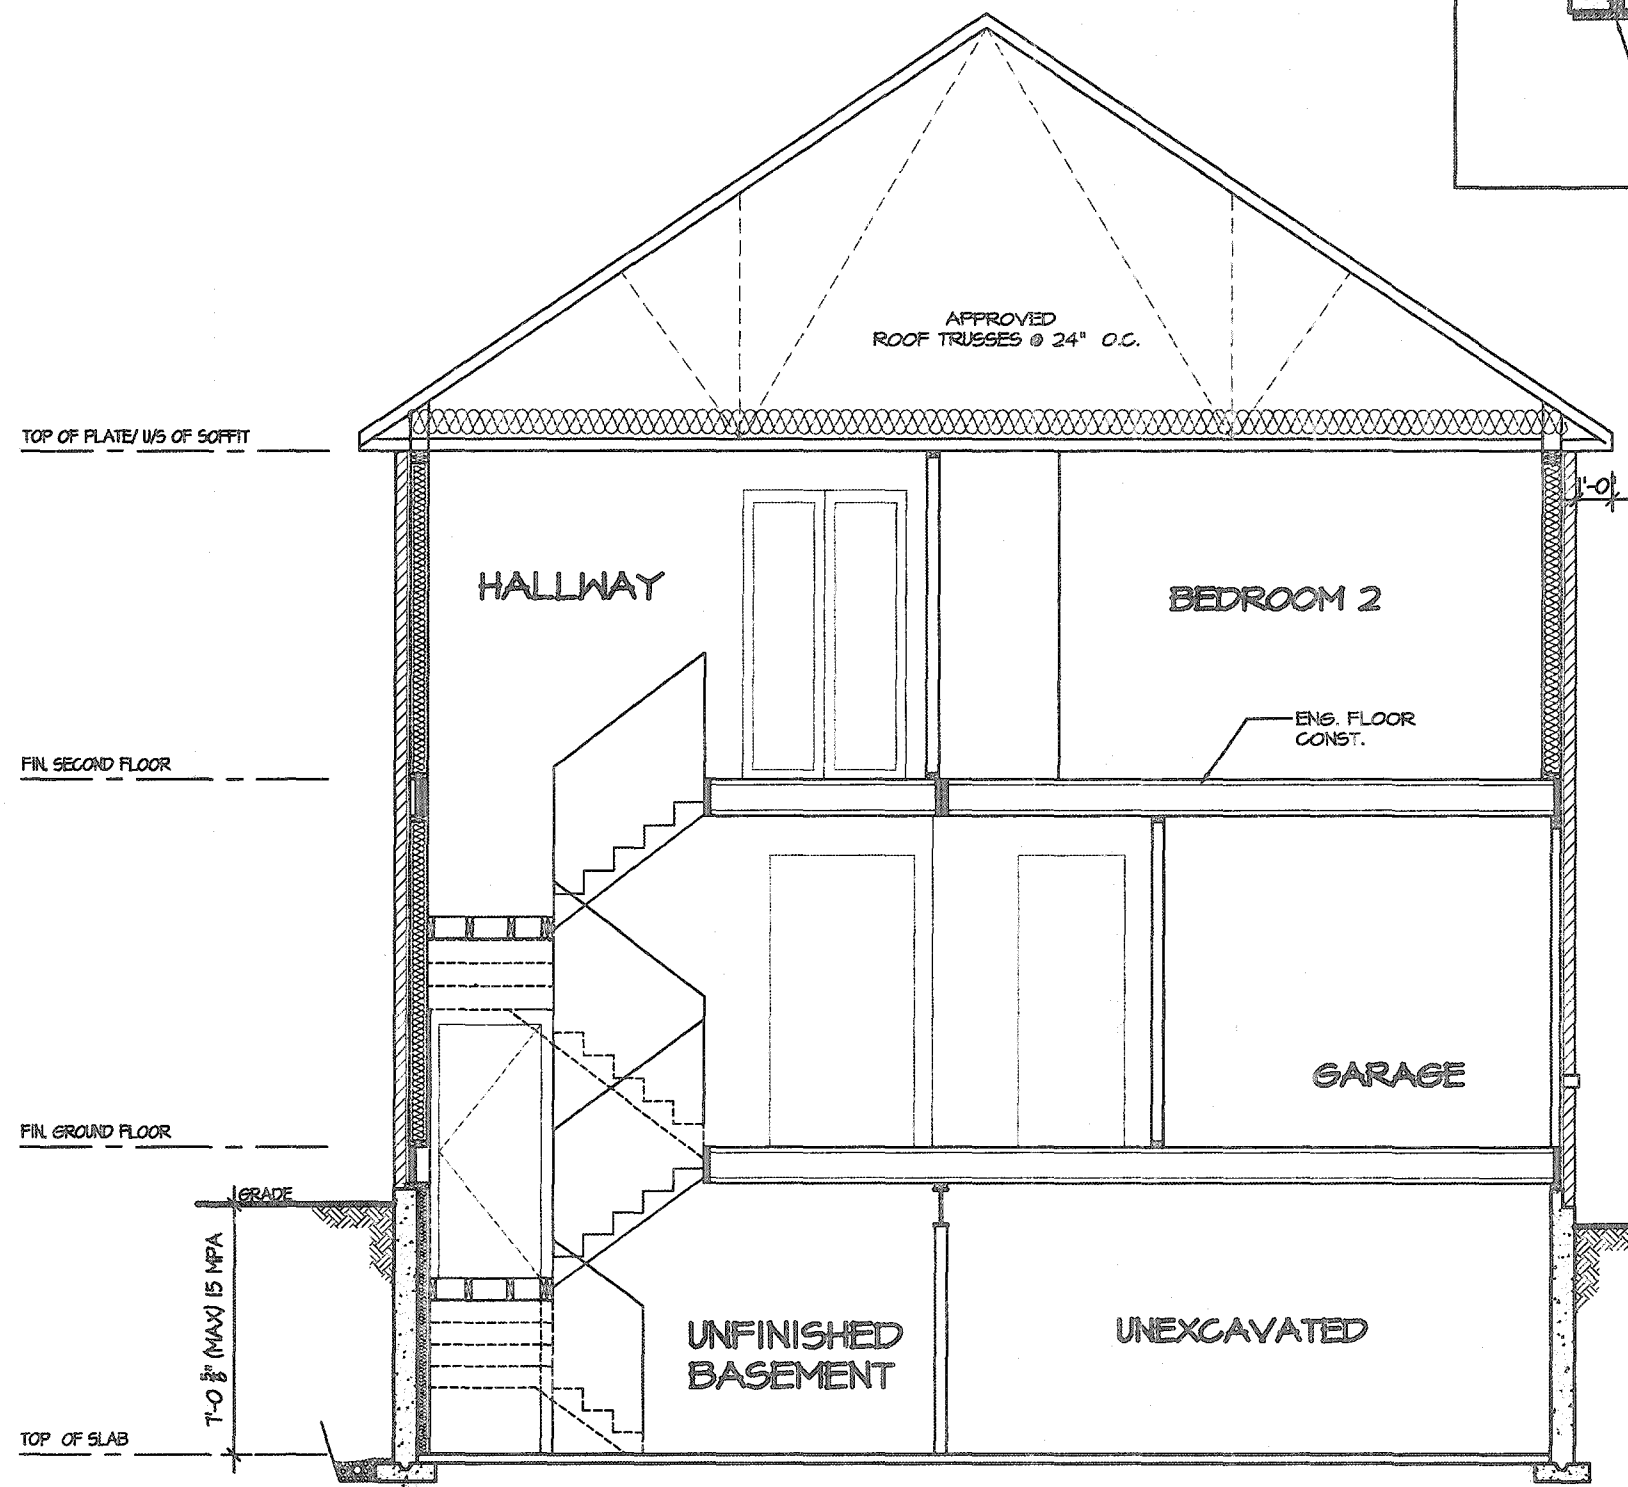 APPROVED
ROOF TRUSSES @ 24" O.C.
TOP OF PLATE/ U/S OF SOFFIT
1'-0"
HALLWAY
BEDROOM 2
ENG. FLOOR
CONST.
FIN. SECOND FLOOR
GARAGE
FIN. GROUND FLOOR
GRADE
7'-0 5/8" (MAX) 15 MPA
UNFINISHED
BASEMENT
UNEXCAVATED
TOP OF SLAB